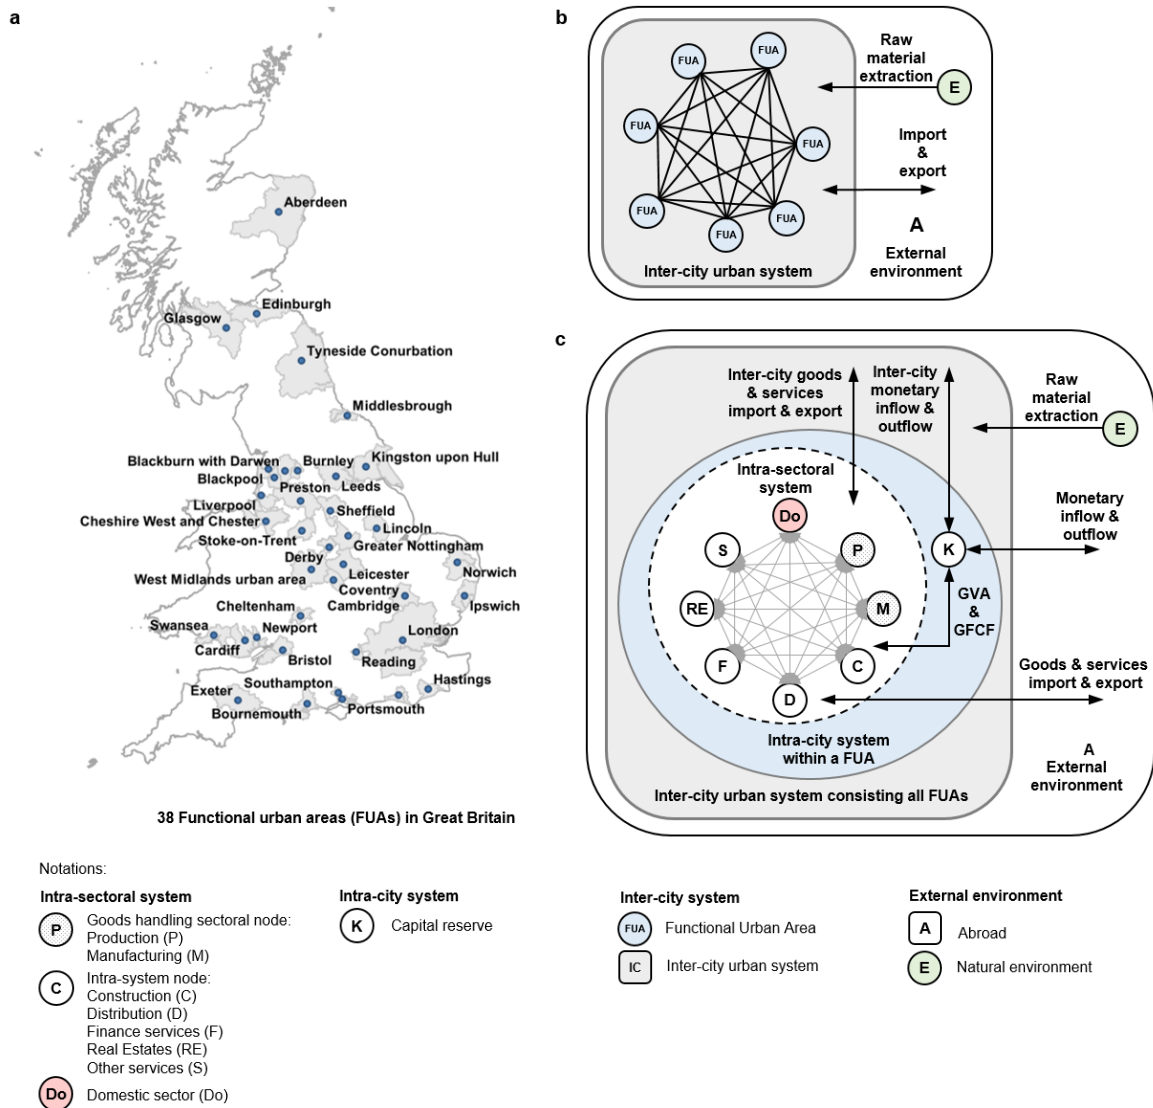 a
Aberdeen
Edinburgh
Glasgow
Tyneside Conurbation
Middlesbrough
Blackburn with Darwen
Burnley
Kingston upon Hull
Blackpool
Preston
Leeds
Liverpool
Sheffield
Cheshire West and Chester
Lincoln
Stoke-on-Trent
Greater Nottingham
Derby
Leicester
Norwich
West Midlands urban area
Coventry
Cambridge
Ipswich
Cheltenham
Swansea
Newport
London
Cardiff
Bristol
Reading
Exeter
Southampton
Hastings
Bournemouth
Portsmouth
38 Functional urban areas (FUAs) in Great Britain
b
FUA
FUA
FUA
FUA
FUA
FUA
FUA
Inter-city urban system
Raw
material
extraction
E
Import
&
export
A
External
environment
c
Inter-city goods
& services
import & export
Inter-city
monetary
inflow &
outflow
Raw
material
extraction
E
Intra-sectoral
system
Do
S
P
RE
M
F
C
D
K
Monetary
inflow &
outflow
GVA
&
GFCF
Goods & services
import & export
Intra-city system
within a FUA
Inter-city urban system consisting all FUAs
A
External
environment
Notations:
Intra-sectoral system
P
Goods handling sectoral node:
Production (P)
Manufacturing (M)
C
Intra-system node:
Construction (C)
Distribution (D)
Finance services (F)
Real Estates (RE)
Other services (S)
Do
Domestic sector (Do)
Intra-city system
K
Capital reserve
Inter-city system
FUA
Functional Urban Area
IC
Inter-city urban system
External environment
A
Abroad
E
Natural environment